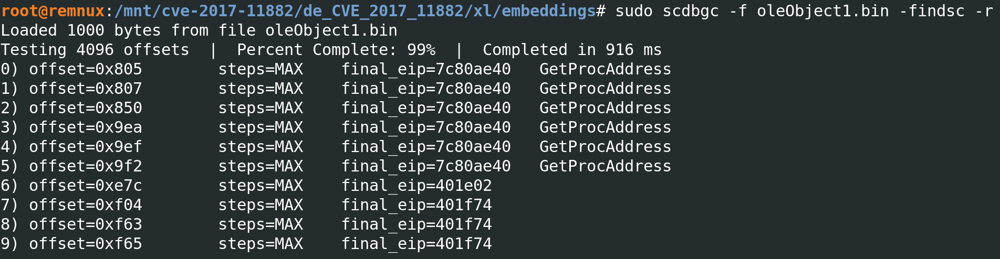 root@remnux:/mnt/cve-2017-11882/de_CVE_2017_11882/xl/embeddings# sudo scdbgc -f oleObject1.bin -findsc -r
Loaded 1000 bytes from file oleObject1.bin
Testing 4096 offsets  |  Percent Complete: 99%  |  Completed in 916 ms
0) offset=0x805        steps=MAX    final_eip=7c80ae40   GetProcAddress
1) offset=0x807        steps=MAX    final_eip=7c80ae40   GetProcAddress
2) offset=0x850        steps=MAX    final_eip=7c80ae40   GetProcAddress
3) offset=0x9ea        steps=MAX    final_eip=7c80ae40   GetProcAddress
4) offset=0x9ef        steps=MAX    final_eip=7c80ae40   GetProcAddress
5) offset=0x9f2        steps=MAX    final_eip=7c80ae40   GetProcAddress
6) offset=0xe7c        steps=MAX    final_eip=401e02
7) offset=0xf04        steps=MAX    final_eip=401f74
8) offset=0xf63        steps=MAX    final_eip=401f74
9) offset=0xf65        steps=MAX    final_eip=401f74